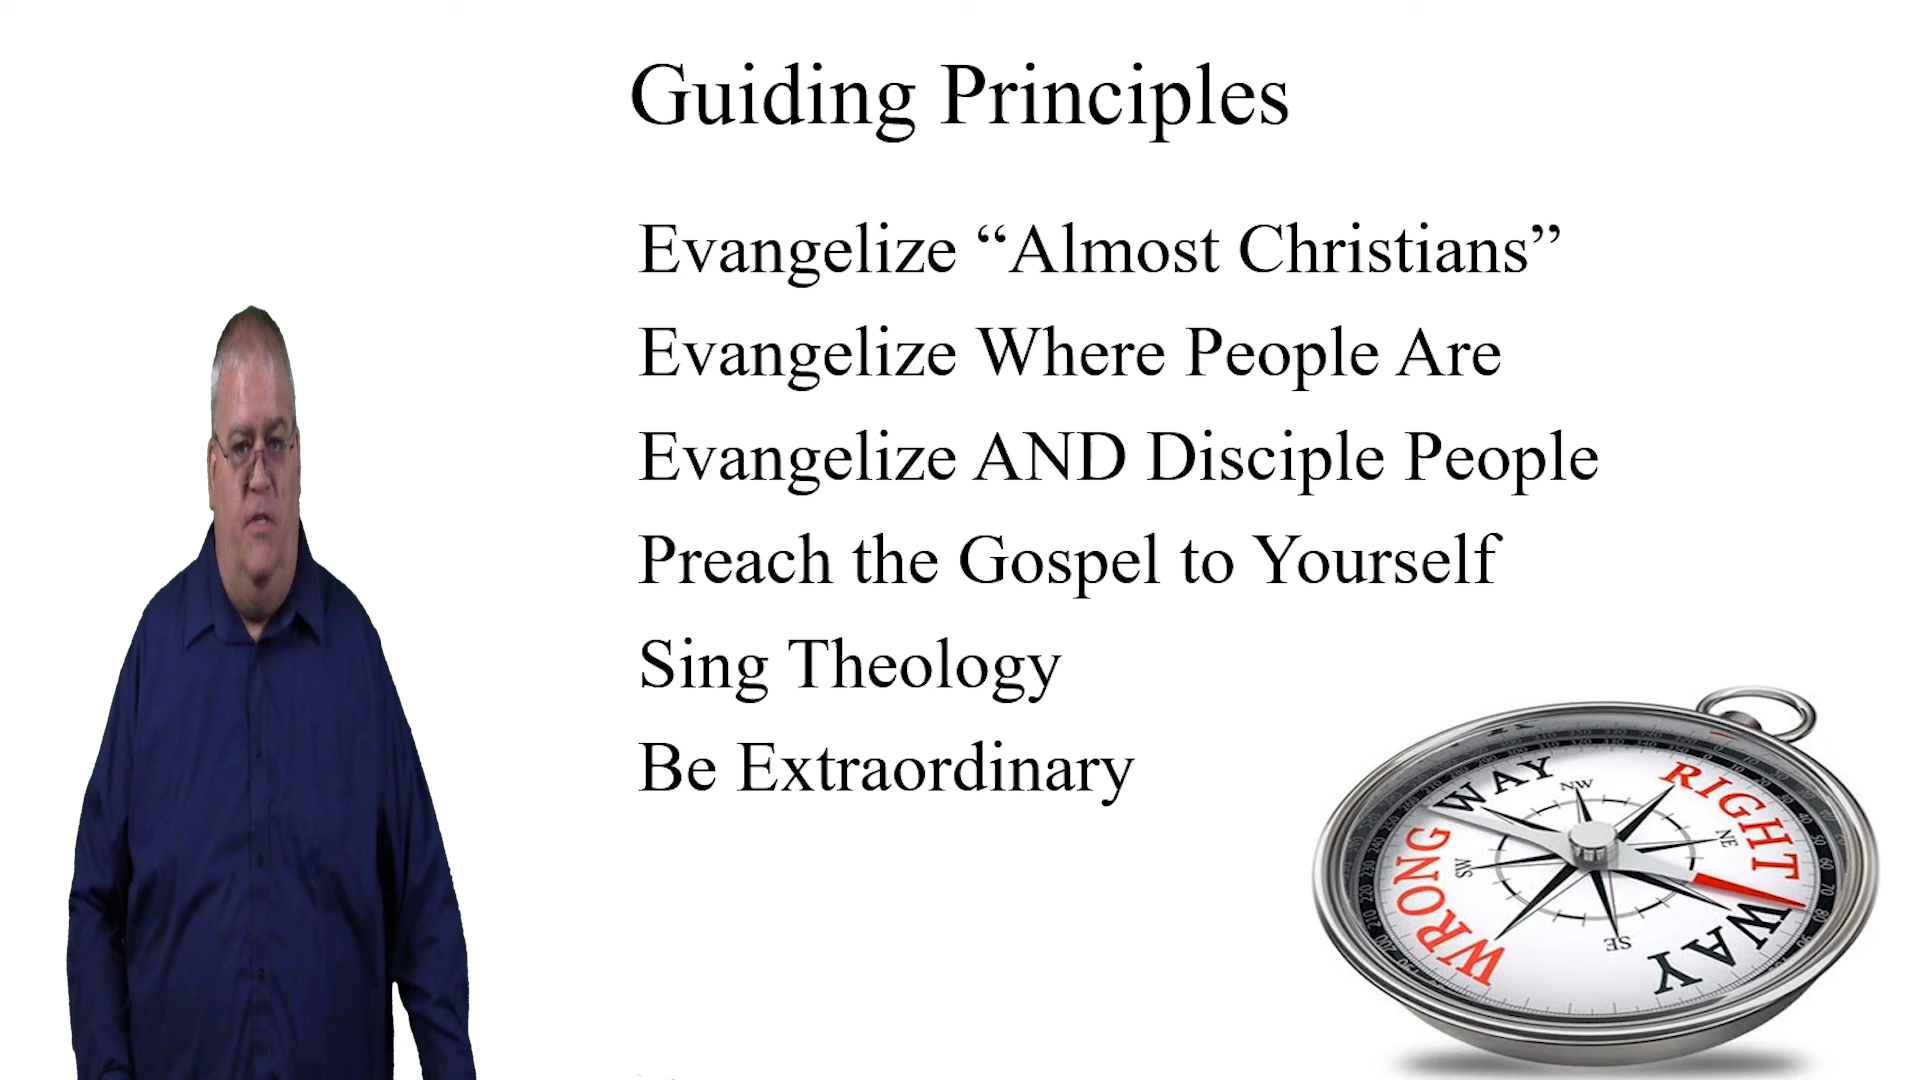 Guiding Principles
Evangelize “Almost Christians”
Evangelize Where People Are
Evangelize AND Disciple People
Preach the Gospel to Yourself
Sing Theology
Be Extraordinary
WRONG WAY
RIGHT WAY
NW
NE
SW
SE